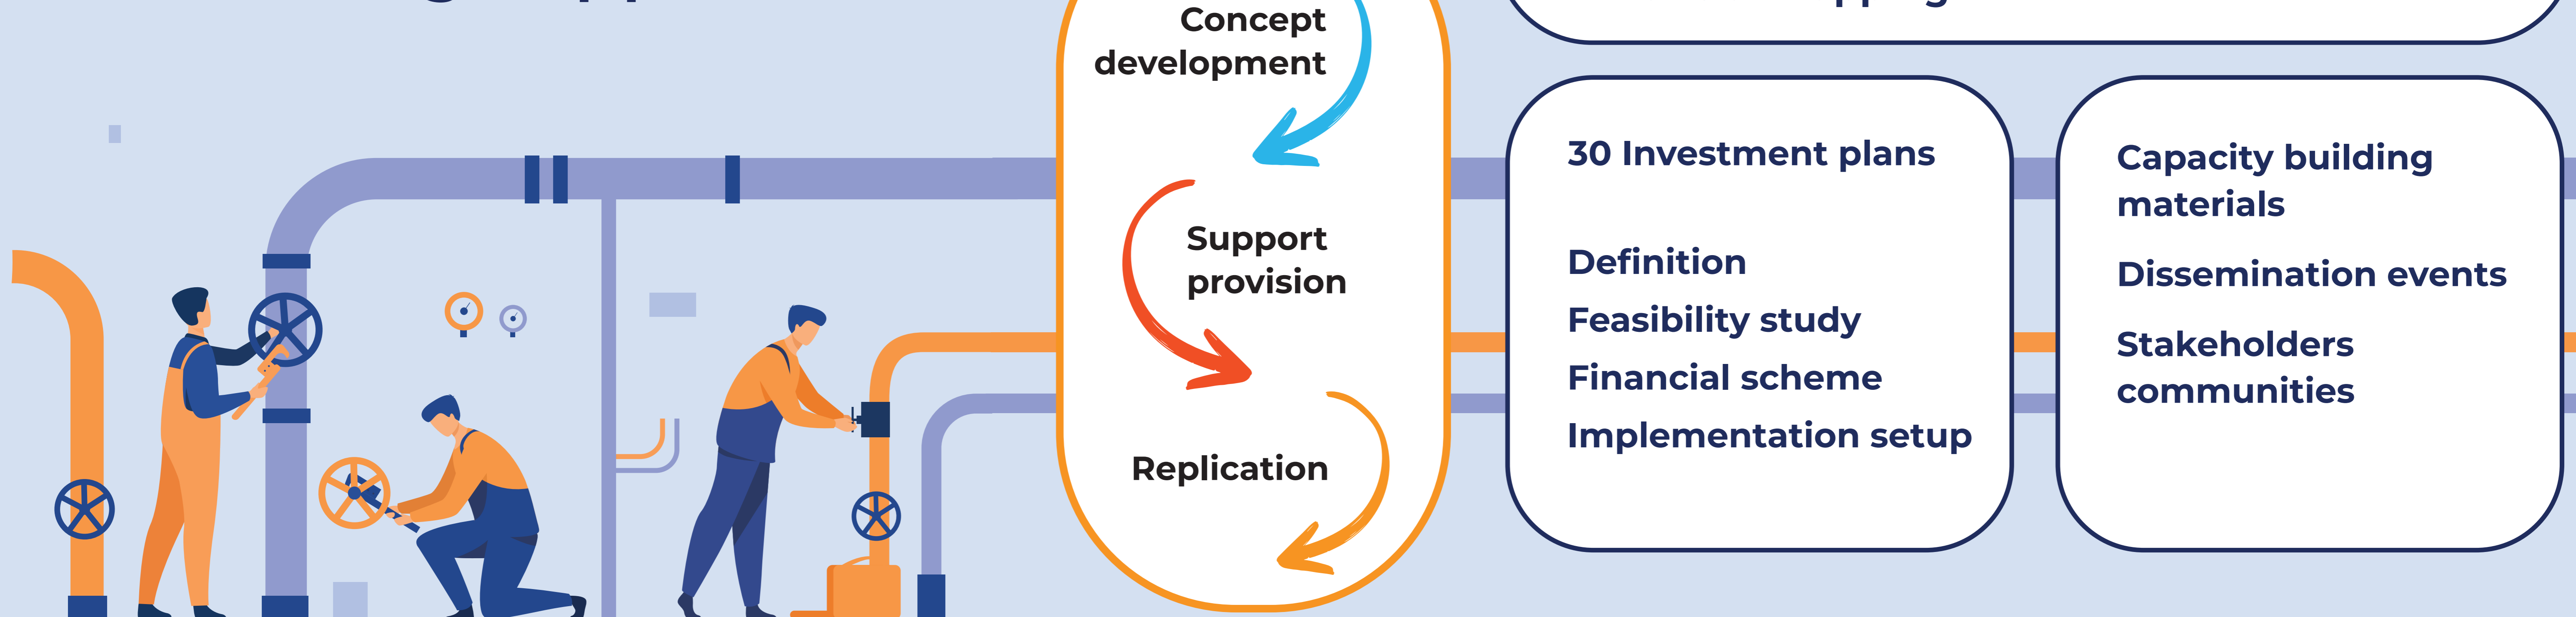 Concept
development
Support
provision
Replication
30 Investment plans
Definition
Feasibility study
Financial scheme
Implementation setup
Capacity building
materials
Dissemination events
Stakeholders
communities